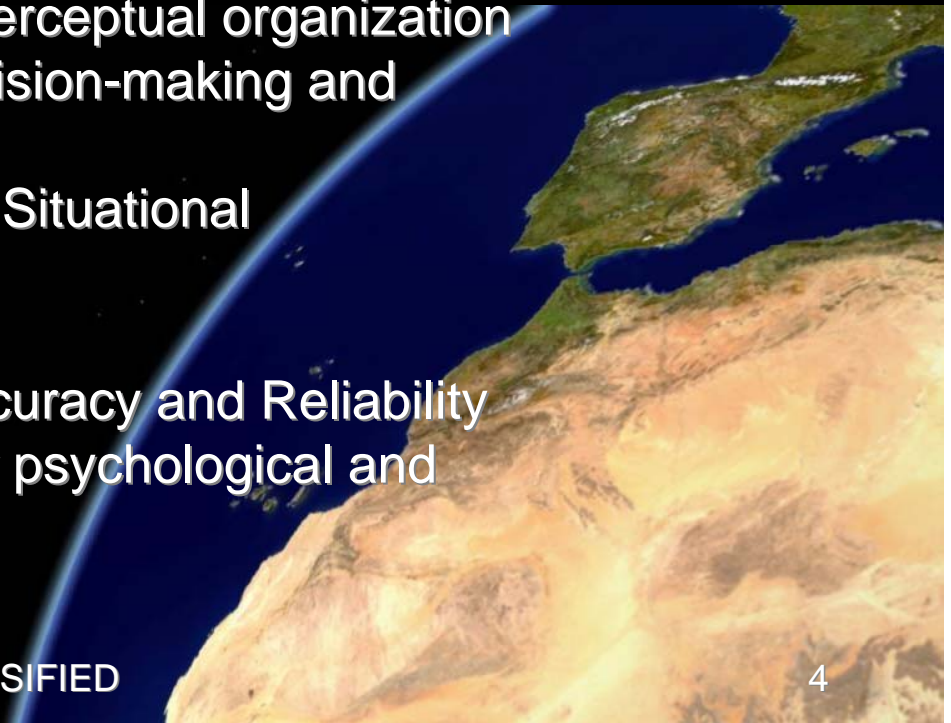 erceptual organization
ision-making and
Situational
curacy and Reliability
psychological and
SIFIED 4